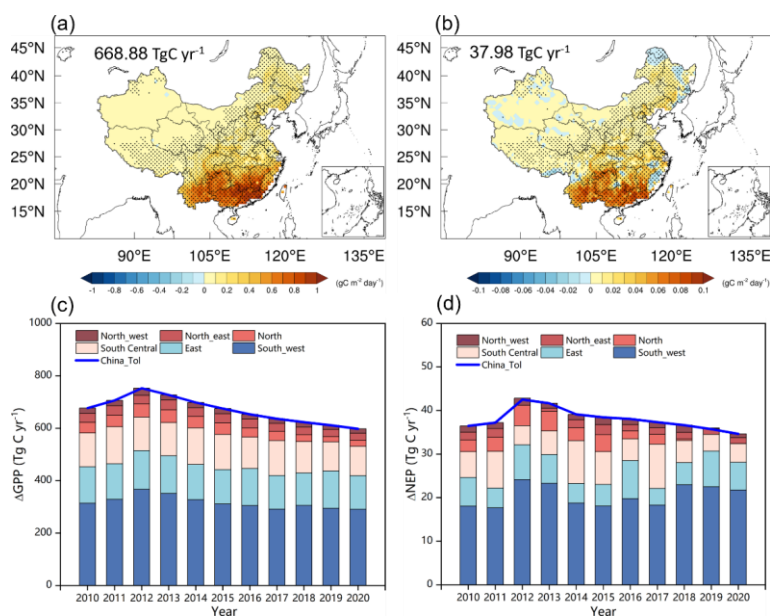 (a)
(b)
668.88 TgC yr⁻¹
37.98 TgC yr⁻¹
45°N
40°N
35°N
30°N
25°N
20°N
15°N
45°N
40°N
35°N
30°N
25°N
20°N
15°N
90°E 105°E 120°E 135°E
90°E 105°E 120°E 135°E
-1 -0.8 -0.6 -0.4 -0.2 0 0.2 0.4 0.6 0.8 1 (gC m⁻² day⁻¹)
-0.1 -0.08 -0.06 -0.04 -0.02 0 0.02 0.04 0.06 0.08 0.1 (gC m⁻² day⁻¹)
(c)
(d)
North_west North_east North
South Central East South_west
China_Tol
ΔGPP (Tg C yr⁻¹)
1000
800
600
400
200
0
2010 2011 2012 2013 2014 2015 2016 2017 2018 2019 2020
Year
North_west North_east North
South Central East South_west
China_Tol
ΔNEP (Tg C yr⁻¹)
60
50
40
30
20
10
0
2010 2011 2012 2013 2014 2015 2016 2017 2018 2019 2020
Year